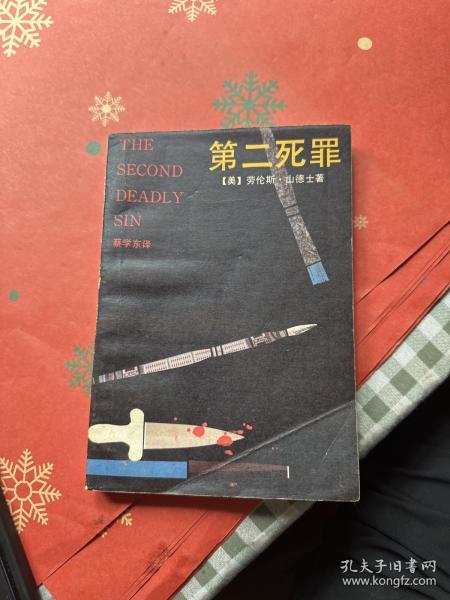 THE
SECOND
DEADLY
SIN
蔡学东译
第二死罪
【美】劳伦斯·山德士著
孔夫子旧书网
www.kongfz.com